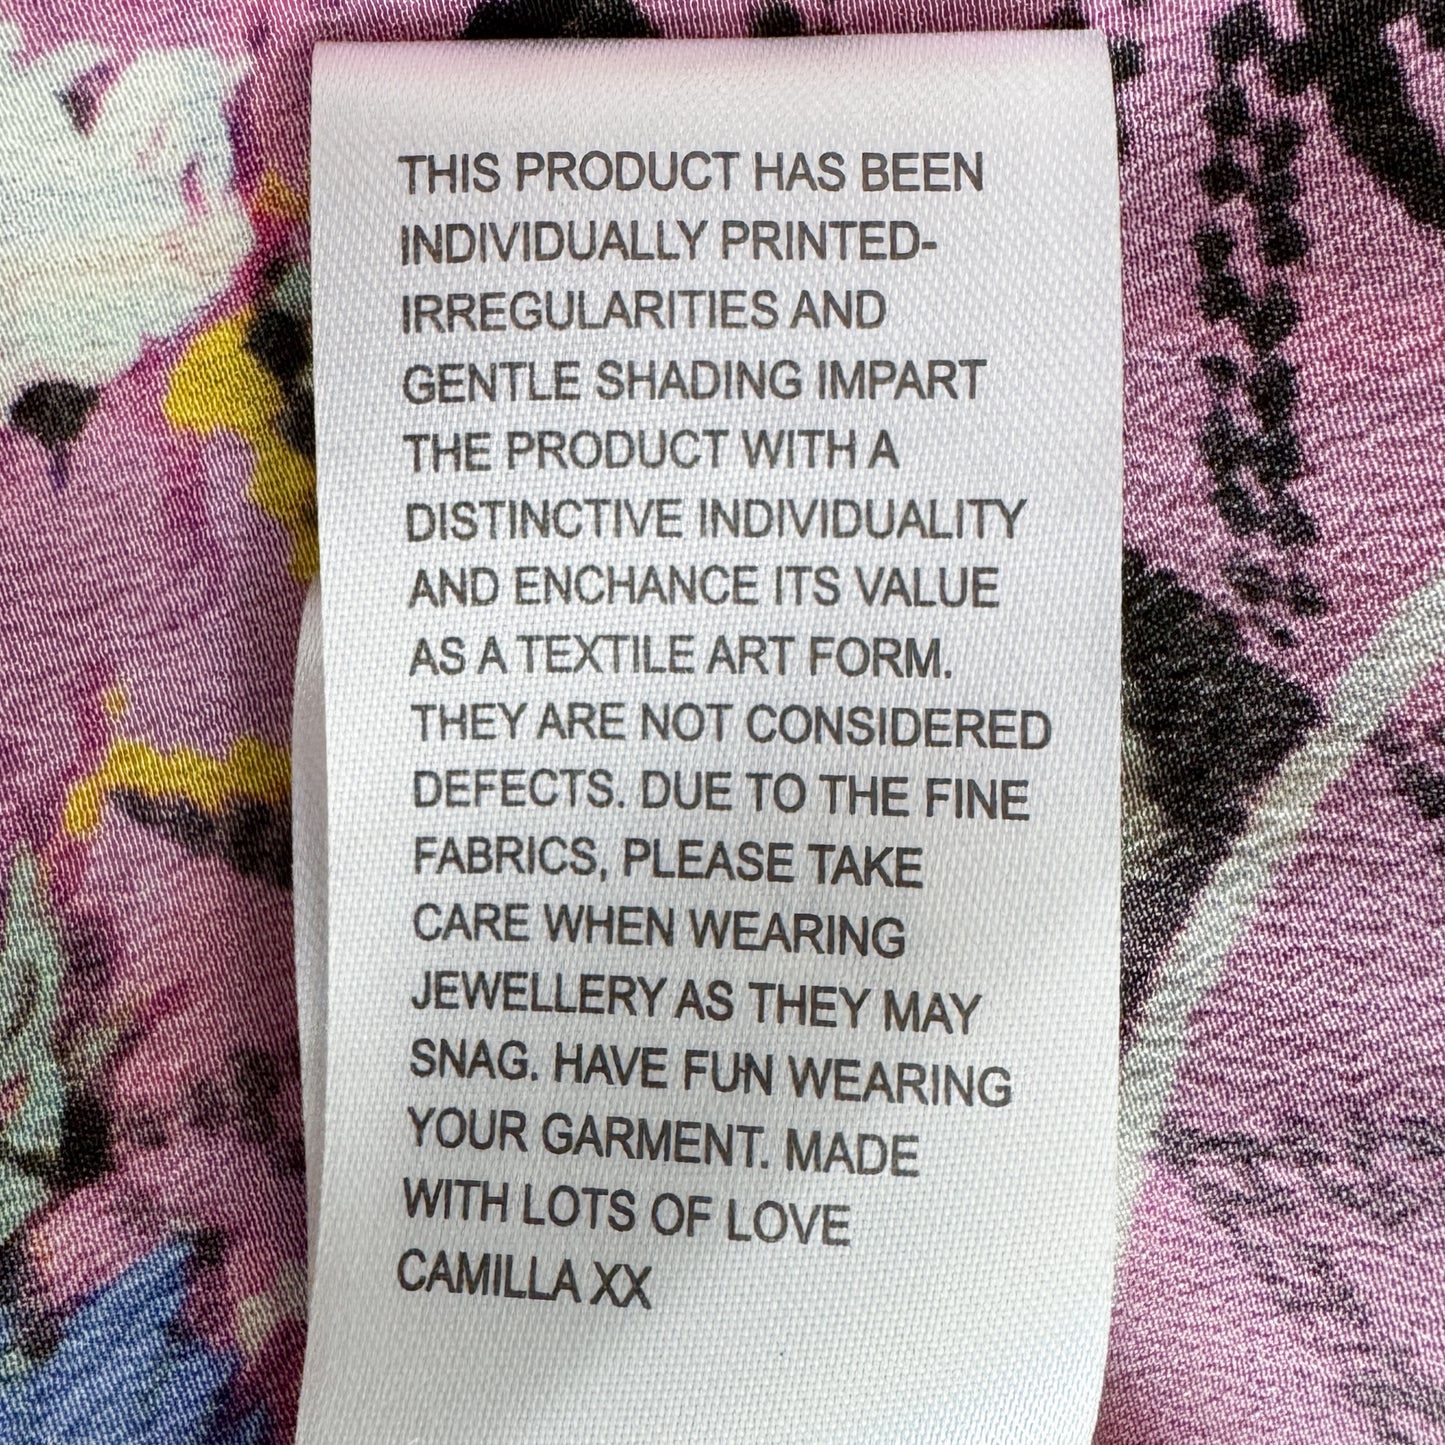 THIS PRODUCT HAS BEEN
INDIVIDUALLY PRINTED-
IRREGULARITIES AND
GENTLE SHADING IMPART
THE PRODUCT WITH A
DISTINCTIVE INDIVIDUALITY
AND ENCHANCE ITS VALUE
AS A TEXTILE ART FORM.
THEY ARE NOT CONSIDERED
DEFECTS. DUE TO THE FINE
FABRICS, PLEASE TAKE
CARE WHEN WEARING
JEWELLERY AS THEY MAY
SNAG. HAVE FUN WEARING
YOUR GARMENT. MADE
WITH LOTS OF LOVE
CAMILLA XX